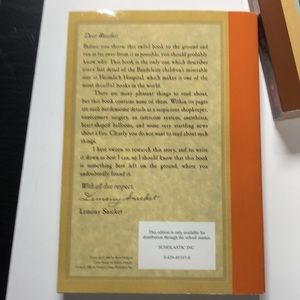 Dear Reader,
Before you throw this awful book to the ground and
run as far away from it as possible, you should probably
know why. This book is the only one which describes
every last detail of the Baudelaire children's miserable
stay at Heimlich Hospital, which makes it one of the
most dreadful books in the world.
There are many pleasant things to read about,
but this book contains none of them. Within its pages
are such burdensome details as a suspicious shopkeeper,
unnecessary surgery, an intercom system, anesthesia,
heart-shaped balloons, and some very startling news
about a fire. Clearly you do not want to read about such
things.
I have sworn to research this story, and to write
it down as best I can, so I should know that this book
is something best left on the ground, where you
undoubtedly found it.
With all due respect,
Lemony Snicket
Lemony Snicket
This edition is only available for
distribution through the school market.
SCHOLASTIC INC.